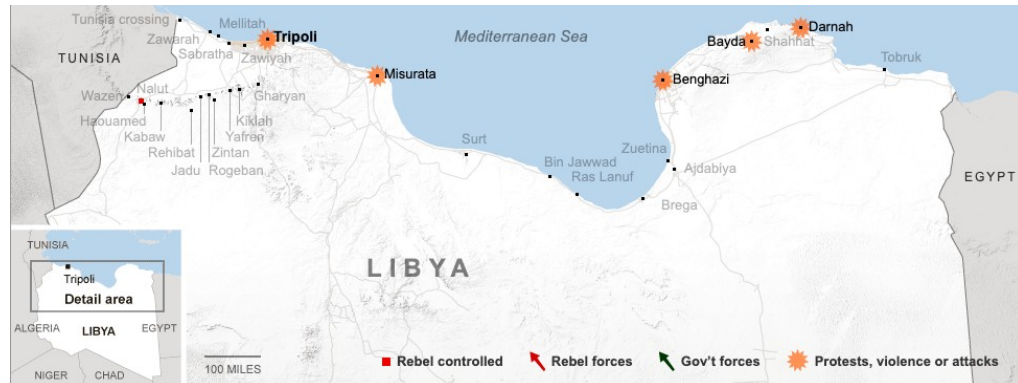 Tunisia crossing
Mellitah
Tripoli
Zawarah
Sabratha
Zawiyah
TUNISIA
Mediterranean Sea
Darnah
Bayda
Shahhat
Misurata
Benghazi
Tobruk
Wazen
Nalut
Gharyan
Haouamed
Kiklah
Kabaw
Yafren
Rehibat
Zintan
Jadu
Rogeban
Surt
Zuetina
Bin Jawwad
Ajdabiya
Ras Lanuf
EGYPT
Brega
LIBYA
TUNISIA
Tripoli
Detail area
ALGERIA
LIBYA
EGYPT
NIGER
CHAD
100 MILES
Rebel controlled
Rebel forces
Gov't forces
Protests, violence or attacks